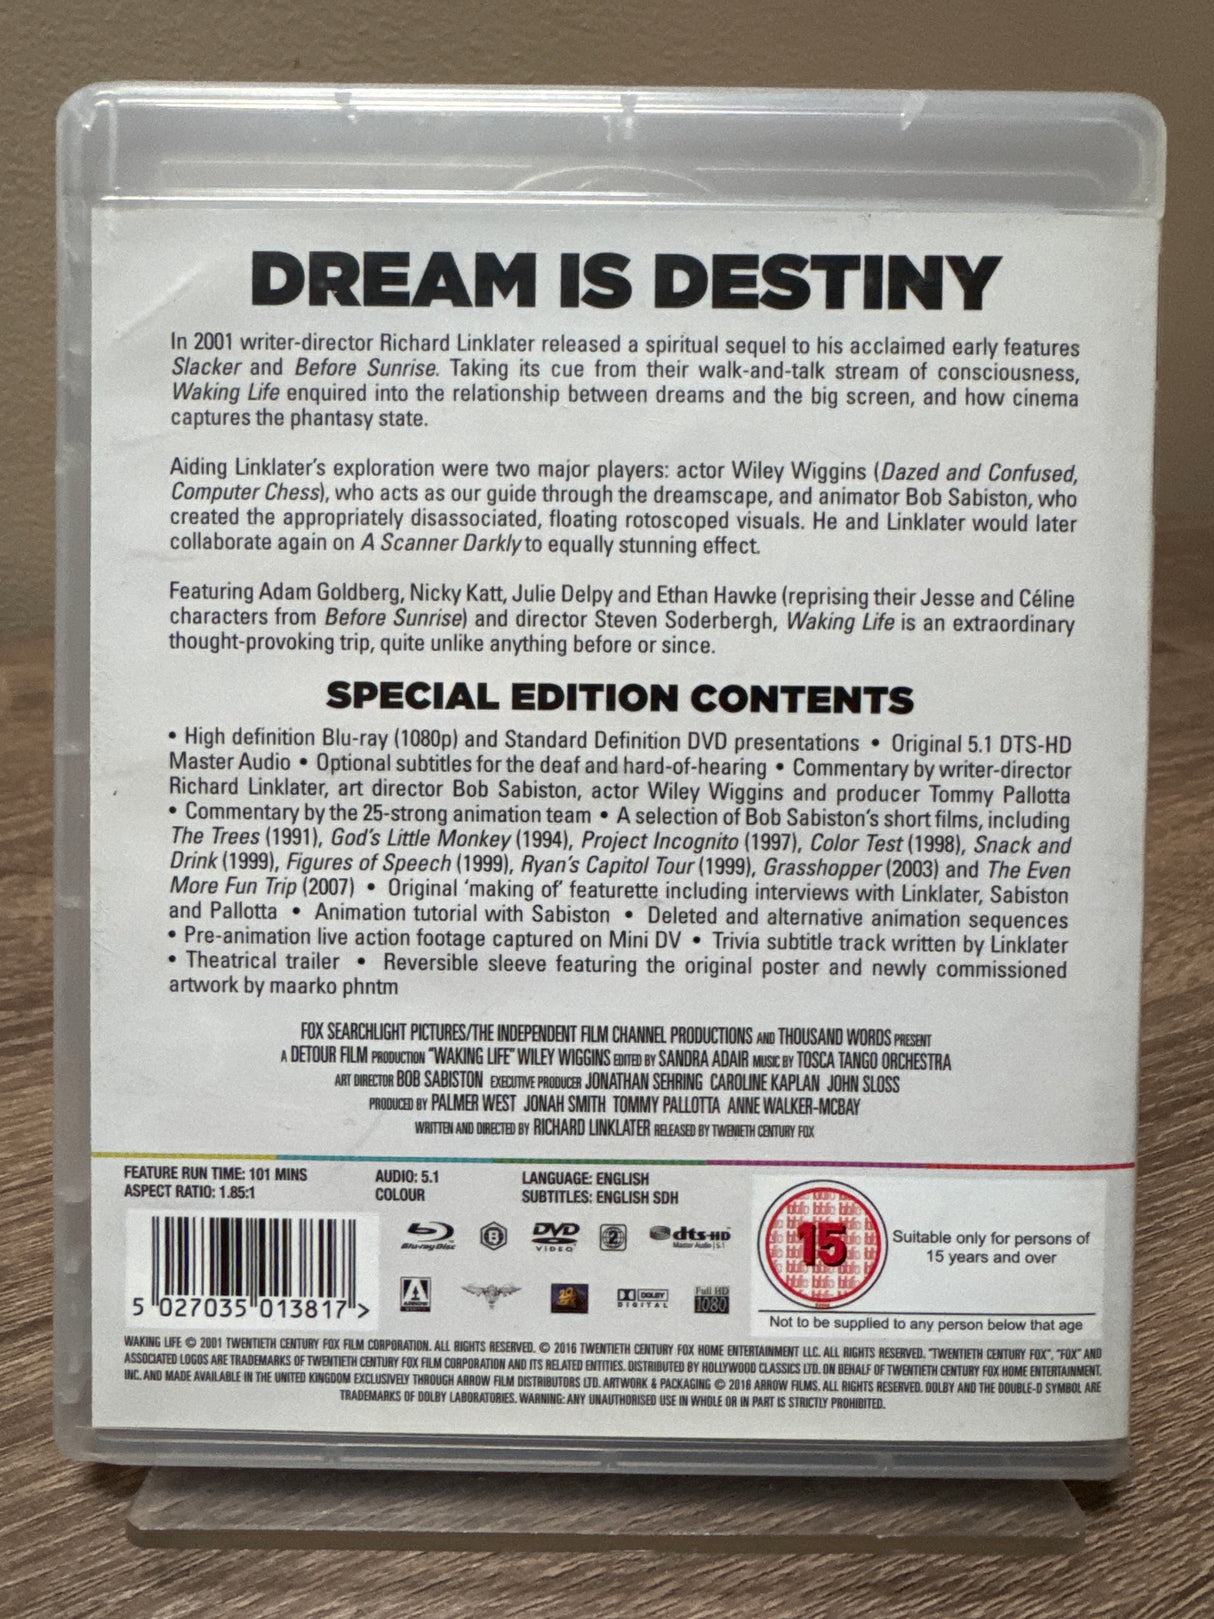 DREAM IS DESTINY
In 2001 writer-director Richard Linklater released a spiritual sequel to his acclaimed early features
Slacker and Before Sunrise. Taking its cue from their walk-and-talk stream of consciousness,
Waking Life enquired into the relationship between dreams and the big screen, and how cinema
captures the phantasy state.
Aiding Linklater's exploration were two major players: actor Wiley Wiggins (Dazed and Confused,
Computer Chess), who acts as our guide through the dreamscape, and animator Bob Sabiston, who
created the appropriately disassociated, floating rotoscoped visuals. He and Linklater would later
collaborate again on A Scanner Darkly to equally stunning effect.
Featuring Adam Goldberg, Nicky Katt, Julie Delpy and Ethan Hawke (reprising their Jesse and Céline
characters from Before Sunrise) and director Steven Soderbergh, Waking Life is an extraordinary
thought-provoking trip, quite unlike anything before or since.
SPECIAL EDITION CONTENTS
• High definition Blu-ray (1080p) and Standard Definition DVD presentations • Original 5.1 DTS-HD
Master Audio • Optional subtitles for the deaf and hard-of-hearing • Commentary by writer-director
Richard Linklater, art director Bob Sabiston, actor Wiley Wiggins and producer Tommy Pallotta
• Commentary by the 25-strong animation team • A selection of Bob Sabiston's short films, including
The Trees (1991), God's Little Monkey (1994), Project Incognito (1997), Color Test (1998), Snack and
Drink (1999), Figures of Speech (1999), Ryan's Capitol Tour (1999), Grasshopper (2003) and The Even
More Fun Trip (2007) • Original 'making of' featurette including interviews with Linklater, Sabiston
and Pallotta • Animation tutorial with Sabiston • Deleted and alternative animation sequences
• Pre-animation live action footage captured on Mini DV • Trivia subtitle track written by Linklater
• Theatrical trailer • Reversible sleeve featuring the original poster and newly commissioned
artwork by maarko phntm
FOX SEARCHLIGHT PICTURES/THE INDEPENDENT FILM CHANNEL PRODUCTIONS AND THOUSAND WORDS PRESENT
A DETOUR FILM PRODUCTION "WAKING LIFE" WILEY WIGGINS EDITED BY SANDRA ADAIR MUSIC BY TOSCA TANGO ORCHESTRA
ART DIRECTOR BOB SABISTON EXECUTIVE PRODUCER JONATHAN SEHRING CAROLINE KAPLAN JOHN SLOSS
PRODUCED BY PALMER WEST JONAH SMITH TOMMY PALLOTTA ANNE WALKER-MCBAY
WRITTEN AND DIRECTED BY RICHARD LINKLATER RELEASED BY TWENIETH CENTURY FOX
FEATURE RUN TIME: 101 MINS
ASPECT RATIO: 1.85:1
AUDIO: 5.1
COLOUR
LANGUAGE: ENGLISH
SUBTITLES: ENGLISH SDH
Blu-ray Disc
B
DVD
VIDEO
2
dts-HD
Master Audio | 5.1
ARROW
20
DOLBY
DIGITAL
Full HD
1080
5 027035 013817 >
bbfc
15
Suitable only for persons of
15 years and over
Not to be supplied to any person below that age
WAKING LIFE © 2001 TWENTIETH CENTURY FOX FILM CORPORATION. ALL RIGHTS RESERVED. © 2016 TWENTIETH CENTURY FOX HOME ENTERTAINMENT LLC. ALL RIGHTS RESERVED. "TWENTIETH CENTURY FOX", "FOX" AND
ASSOCIATED LOGOS ARE TRADEMARKS OF TWENTIETH CENTURY FOX FILM CORPORATION AND ITS RELATED ENTITIES. DISTRIBUTED BY HOLLYWOOD CLASSICS LTD. ON BEHALF OF TWENTIETH CENTURY FOX HOME ENTERTAINMENT,
INC. AND MADE AVAILABLE IN THE UNITED KINGDOM EXCLUSIVELY THROUGH ARROW FILM DISTRIBUTORS LTD. ARTWORK & PACKAGING © 2016 ARROW FILMS. ALL RIGHTS RESERVED. DOLBY AND THE DOUBLE-D SYMBOL ARE
TRADEMARKS OF DOLBY LABORATORIES. WARNING: ANY UNAUTHORISED USE IN WHOLE OR IN PART IS STRICTLY PROHIBITED.